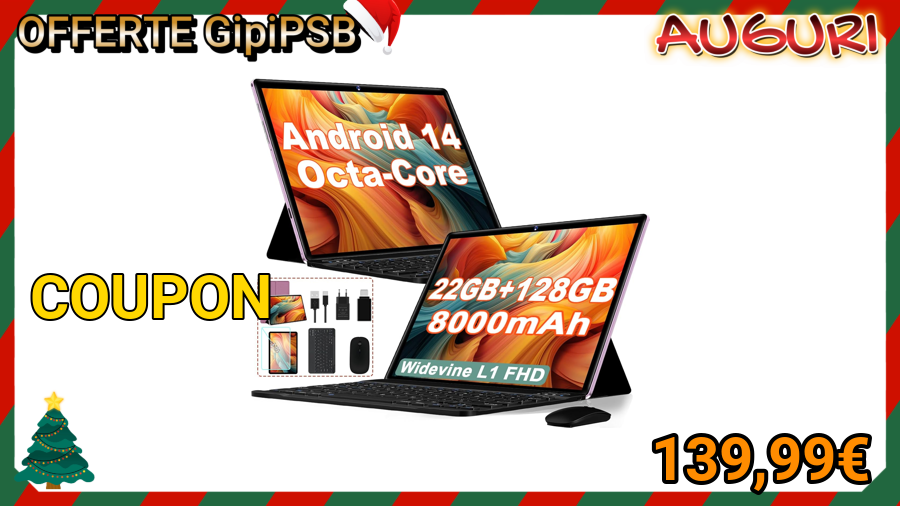 OFFERTE GipiPSB
AUGURI
Android 14
Octa-Core
COUPON
22GB+128GB
8000mAh
Widevine L1 FHD
139,99€